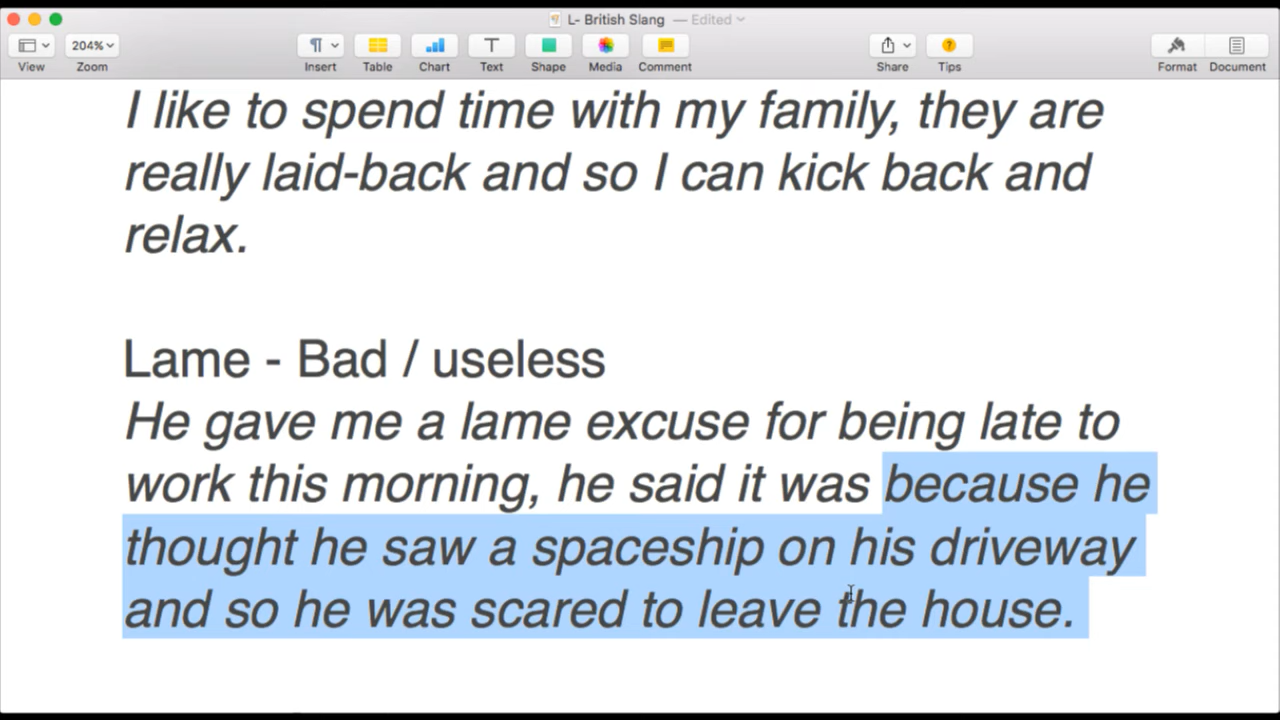 L- British Slang — Edited
204%
View Zoom Insert Table Chart Text Shape Media Comment Share Tips Format Document
I like to spend time with my family, they are
really laid-back and so I can kick back and
relax.
Lame - Bad / useless
He gave me a lame excuse for being late to
work this morning, he said it was because he
thought he saw a spaceship on his driveway
and so he was scared to leave the house.